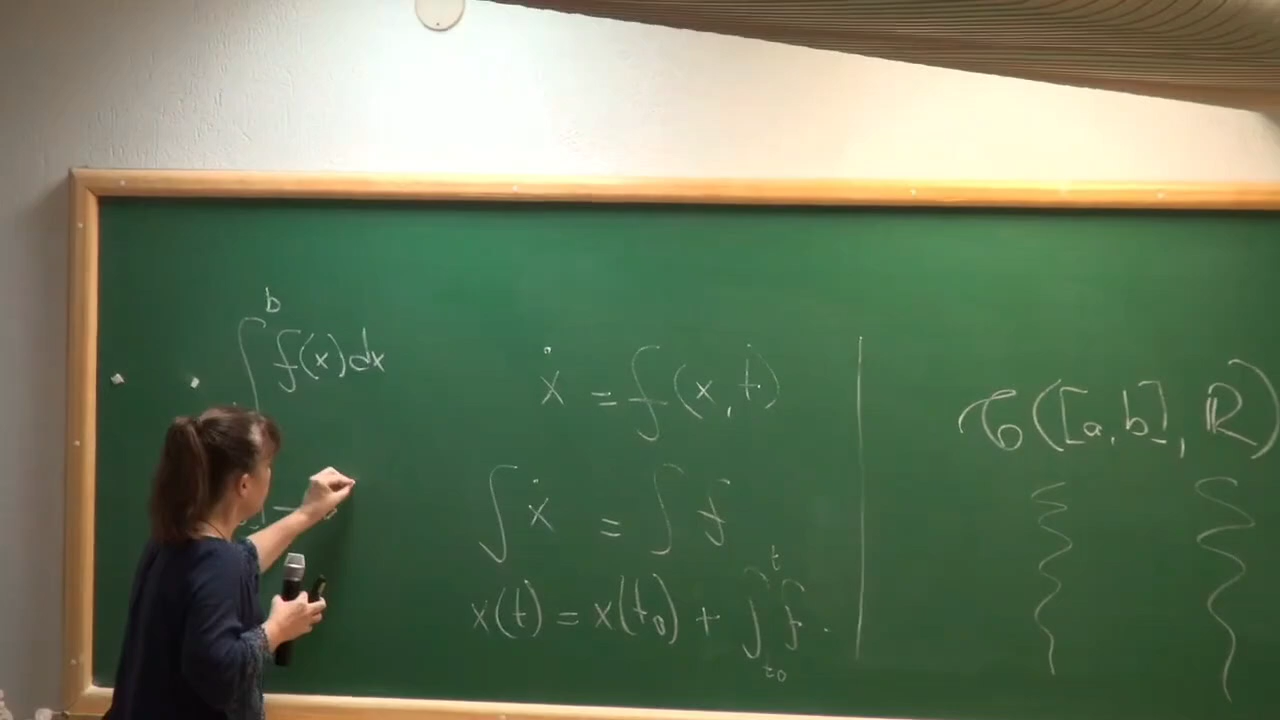 ∫ᵇ f(x)dx
ẋ = f(x,t)
∫ẋ = ∫f
x(t) = x(t₀) + ∫ₜ₀ᵗ f.
𝒞([a,b], ℝ)